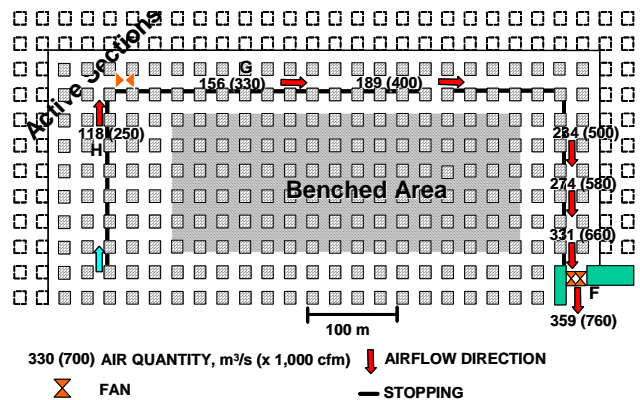 Active Sections
G
156 (330)
189 (400)
118 (250)
H
234 (500)
Benched Area
274 (580)
331 (660)
F
359 (760)
100 m
330 (700) AIR QUANTITY, m³/s (x 1,000 cfm)
AIRFLOW DIRECTION
FAN
STOPPING